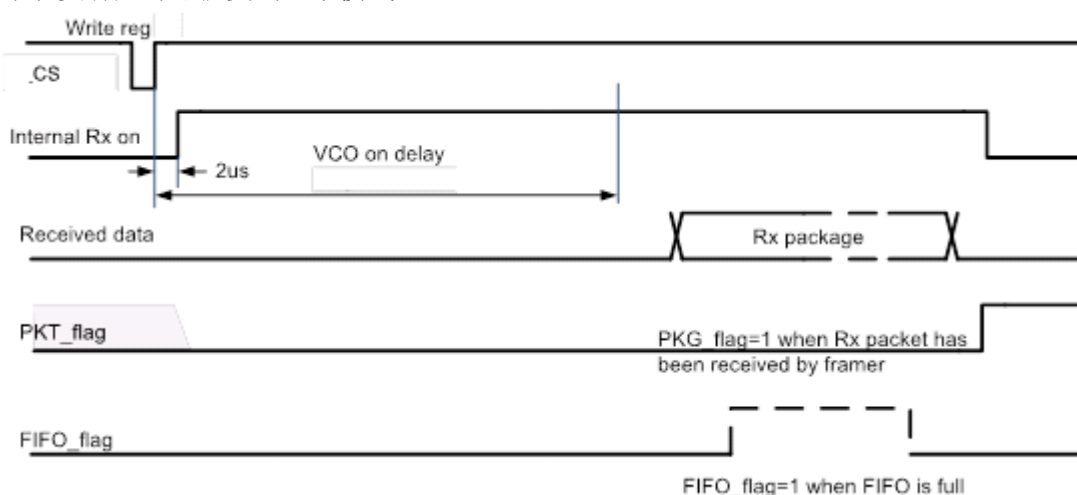 Write reg
_CS
Internal Rx on
2us
VCO on delay
Received data
Rx package
PKT_flag
PKG_flag=1 when Rx packet has
been received by framer
FIFO_flag
FIFO_flag=1 when FIFO is full